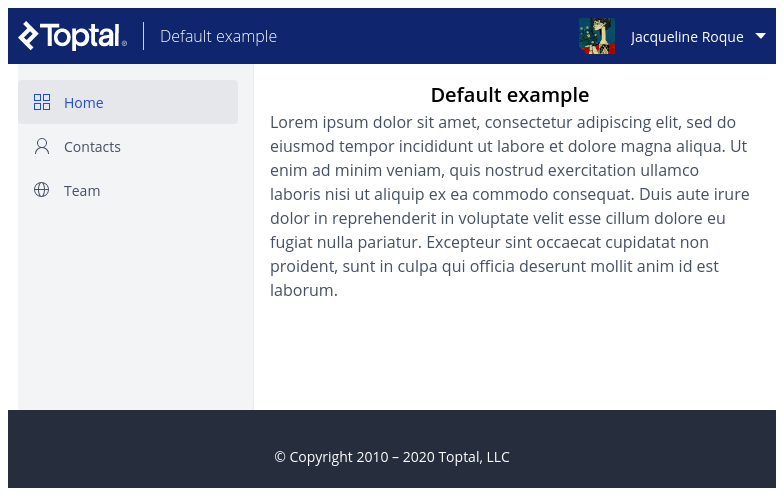 Toptal® Default example Jacqueline Roque
Home
Contacts
Team
Default example
Lorem ipsum dolor sit amet, consectetur adipiscing elit, sed do
eiusmod tempor incididunt ut labore et dolore magna aliqua. Ut
enim ad minim veniam, quis nostrud exercitation ullamco
laboris nisi ut aliquip ex ea commodo consequat. Duis aute irure
dolor in reprehenderit in voluptate velit esse cillum dolore eu
fugiat nulla pariatur. Excepteur sint occaecat cupidatat non
proident, sunt in culpa qui officia deserunt mollit anim id est
laborum.
© Copyright 2010 – 2020 Toptal, LLC